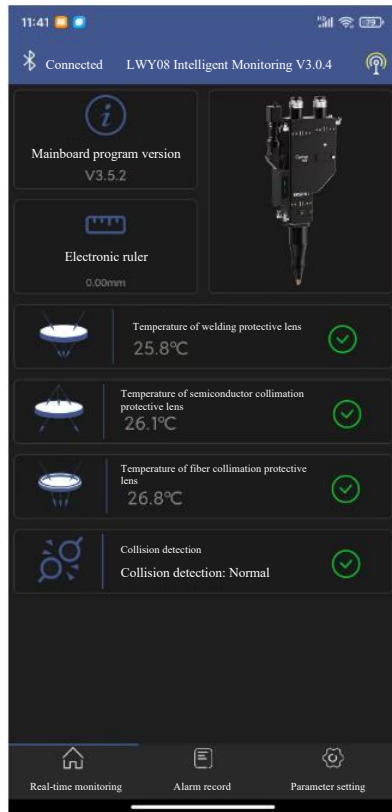 11:41
79
Connected
LWY08 Intelligent Monitoring V3.0.4
i
Mainboard program version
V3.5.2
Electronic ruler
0.00mm
Temperature of welding protective lens
25.8℃
Temperature of semiconductor collimation
protective lens
26.1℃
Temperature of fiber collimation protective
lens
26.8℃
Collision detection
Collision detection: Normal
Real-time monitoring
Alarm record
Parameter setting